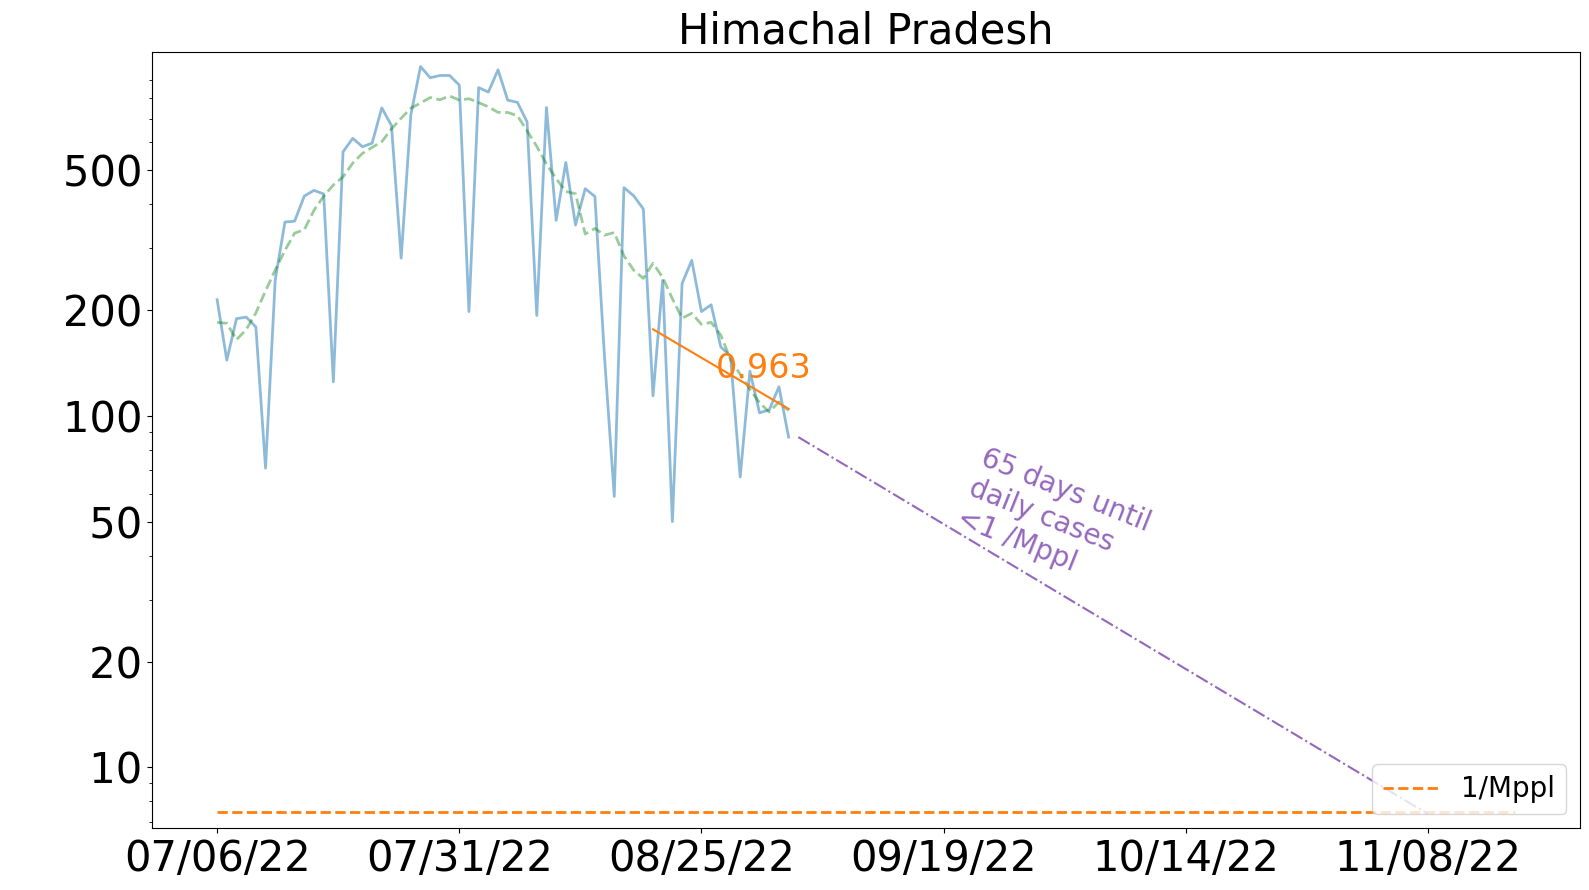 Himachal Pradesh
500
200
100
50
20
10
0.963
65 days until
daily cases
<1 /Mppl
1/Mppl
07/06/22
07/31/22
08/25/22
09/19/22
10/14/22
11/08/22